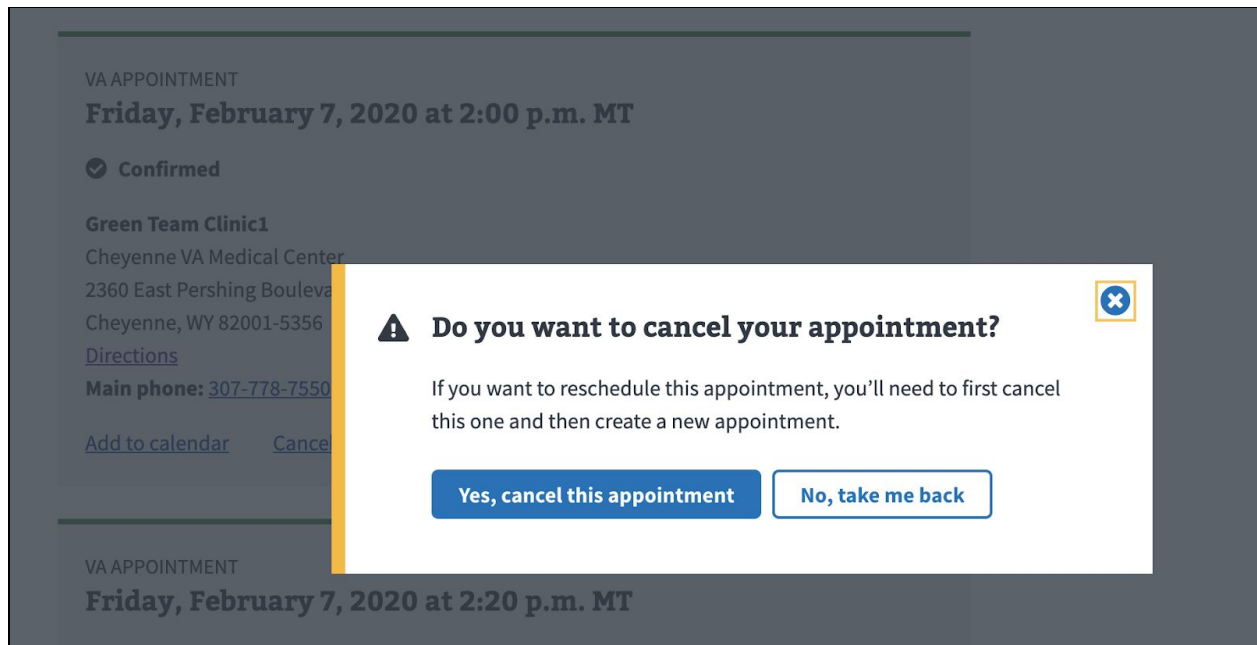 VA APPOINTMENT
Friday, February 7, 2020 at 2:00 p.m. MT
Confirmed
Green Team Clinic1
Cheyenne VA Medical Center
2360 East Pershing
Cheyenne, WY 82001-5356
Directions
Main phone: 307-778-7550
Add to calendar
Do you want to cancel your appointment?
If you want to reschedule this appointment, you’ll need to first cancel
this one and then create a new appointment.
Yes, cancel this appointment No, take me back
VA APPOINTMENT
Friday, February 7, 2020 at 2:20 p.m. MT